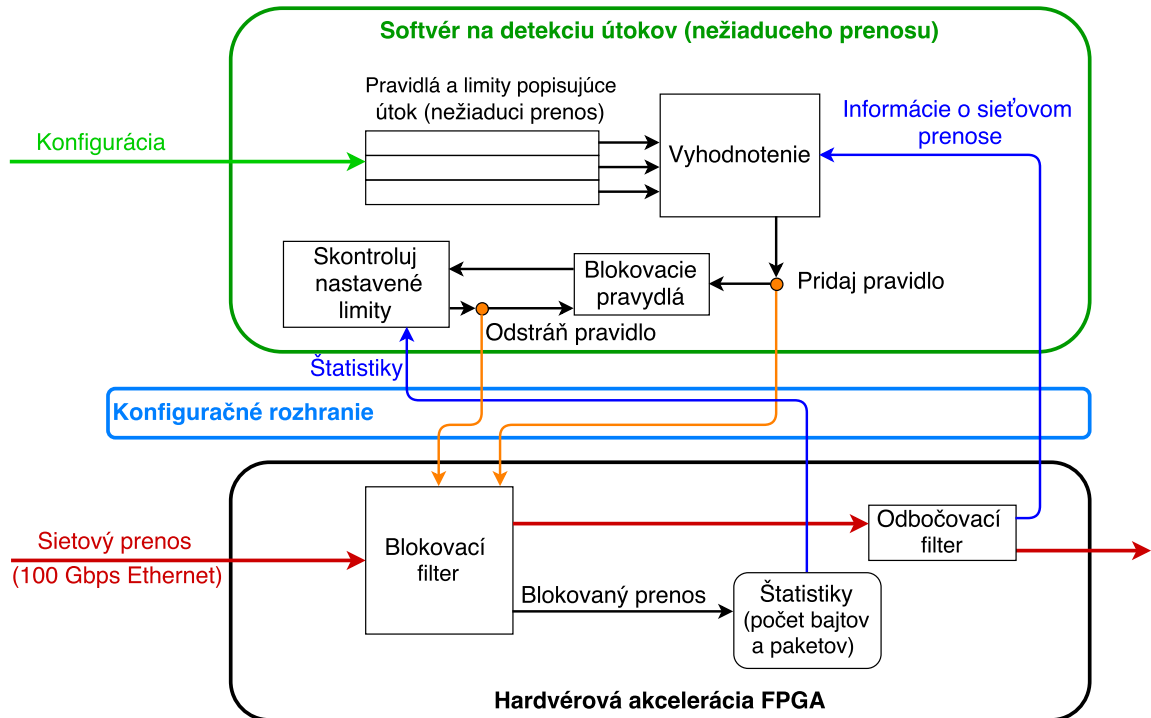 Softvér na detekciu útokov (nežiaduceho prenosu)
Pravidlá a limity popisujúce
útok (nežiaduci prenos)
Informácie o sieťovom
prenose
Konfigurácia
Vyhodnotenie
Skontroluj
nastavené
limity
Blokovacie
pravydlá
Pridaj pravidlo
Odstráň pravidlo
Štatistiky
Konfiguračné rozhranie
Sietový prenos
(100 Gbps Ethernet)
Blokovací
filter
Odbočovací
filter
Blokovaný prenos
Štatistiky
(počet bajtov
a paketov)
Hardvérová akcelerácia FPGA